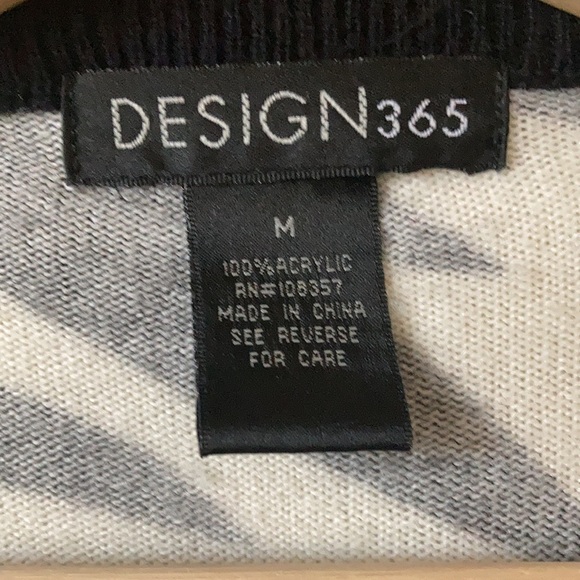 DESIGN365
M
100%ACRYLIC
RN#108357
MADE IN CHINA
SEE REVERSE
FOR CARE